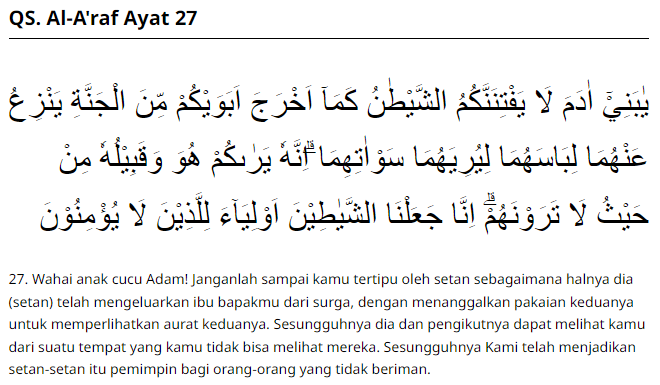 QS. Al-A'raf Ayat 27
يٰبَنِيْٓ اٰدَمَ لَا يَفْتِنَنَّكُمُ الشَّيْطٰنُ كَمَآ اَخْرَجَ اَبَوَيْكُمْ مِّنَ الْجَنَّةِ يَنْزِعُ
عَنْهُمَا لِبَاسَهُمَا لِيُرِيَهُمَا سَوْاٰتِهِمَا ۗاِنَّهٗ يَرٰىكُمْ هُوَ وَقَبِيْلُهٗ مِنْ
حَيْثُ لَا تَرَوْنَهُمْۗ اِنَّا جَعَلْنَا الشَّيٰطِيْنَ اَوْلِيَاۤءَ لِلَّذِيْنَ لَا يُؤْمِنُوْنَ
27. Wahai anak cucu Adam! Janganlah sampai kamu tertipu oleh setan sebagaimana halnya dia
(setan) telah mengeluarkan ibu bapakmu dari surga, dengan menanggalkan pakaian keduanya
untuk memperlihatkan aurat keduanya. Sesungguhnya dia dan pengikutnya dapat melihat kamu
dari suatu tempat yang kamu tidak bisa melihat mereka. Sesungguhnya Kami telah menjadikan
setan-setan itu pemimpin bagi orang-orang yang tidak beriman.